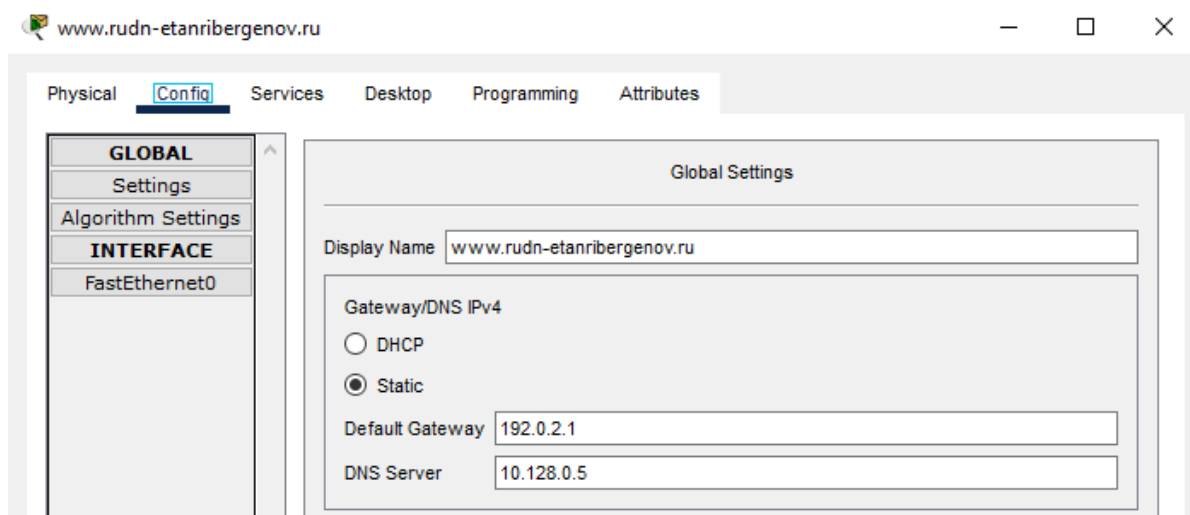 www.rudn-etanribergenov.ru
Physical Config Services Desktop Programming Attributes
GLOBAL
Settings
Algorithm Settings
INTERFACE
FastEthernet0
Global Settings
Display Name www.rudn-etanribergenov.ru
Gateway/DNS IPv4
DHCP
Static
Default Gateway 192.0.2.1
DNS Server 10.128.0.5